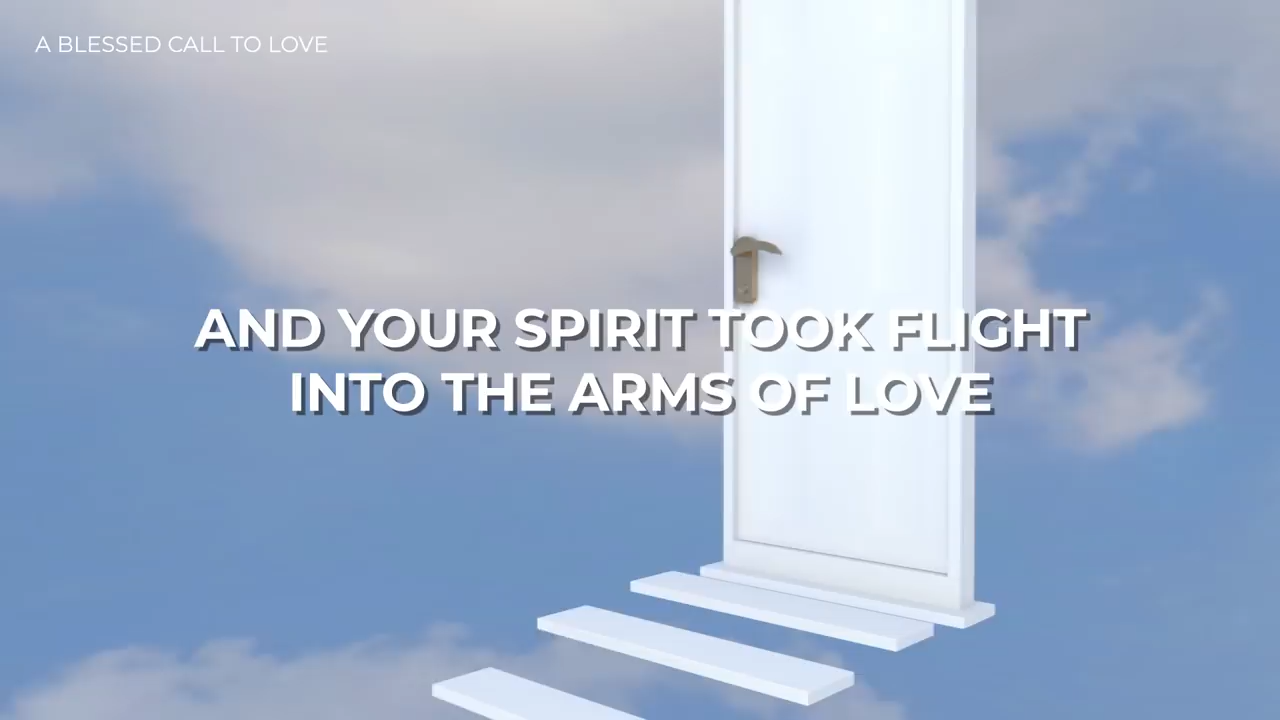 A BLESSED CALL TO LOVE
AND YOUR SPIRIT TOOK FLIGHT
INTO THE ARMS OF LOVE